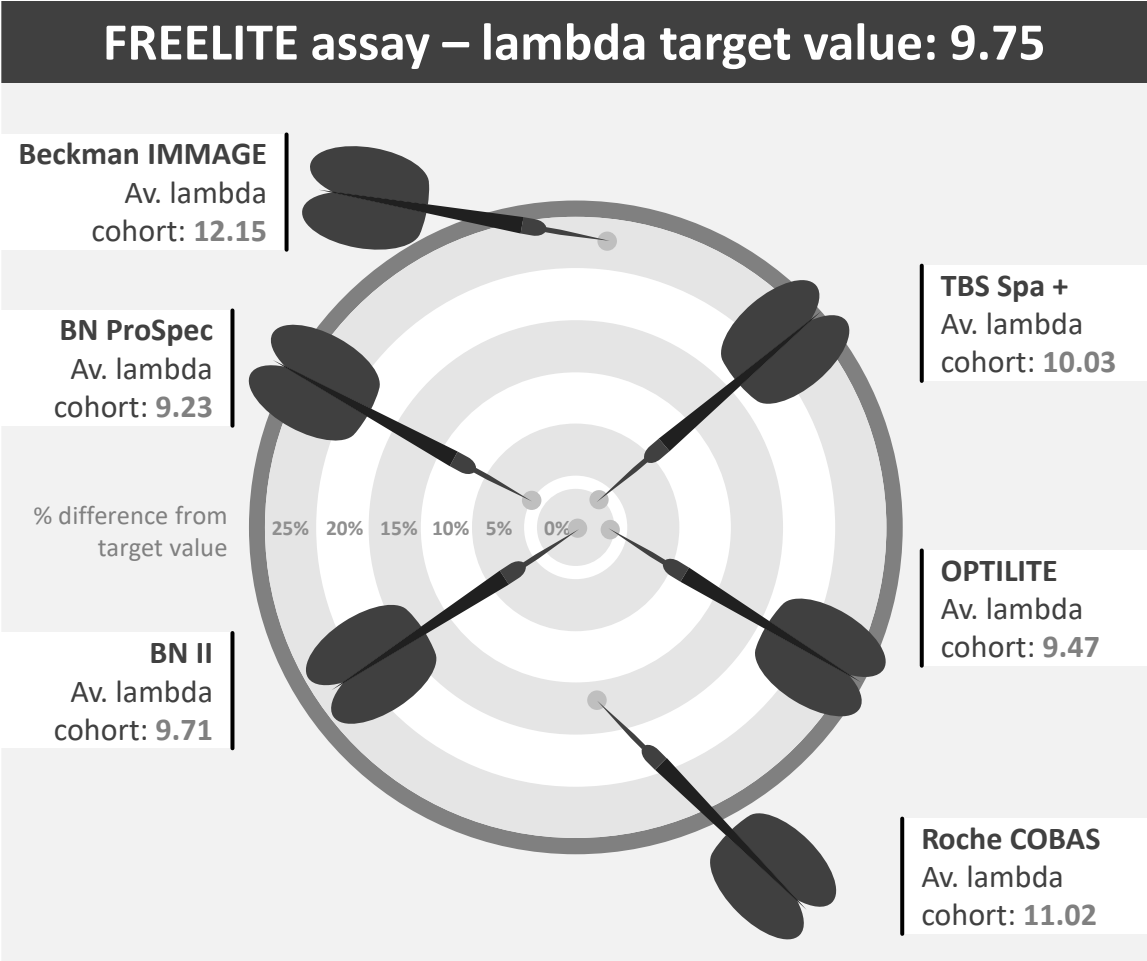 FREELITE assay – lambda target value: 9.75
Beckman IMMAGE
Av. lambda
cohort: 12.15
TBS Spa +
Av. lambda
cohort: 10.03
BN ProSpec
Av. lambda
cohort: 9.23
% difference from
target value
25% 20% 15% 10% 5% 0%
OPTILITE
Av. lambda
cohort: 9.47
BN II
Av. lambda
cohort: 9.71
Roche COBAS
Av. lambda
cohort: 11.02